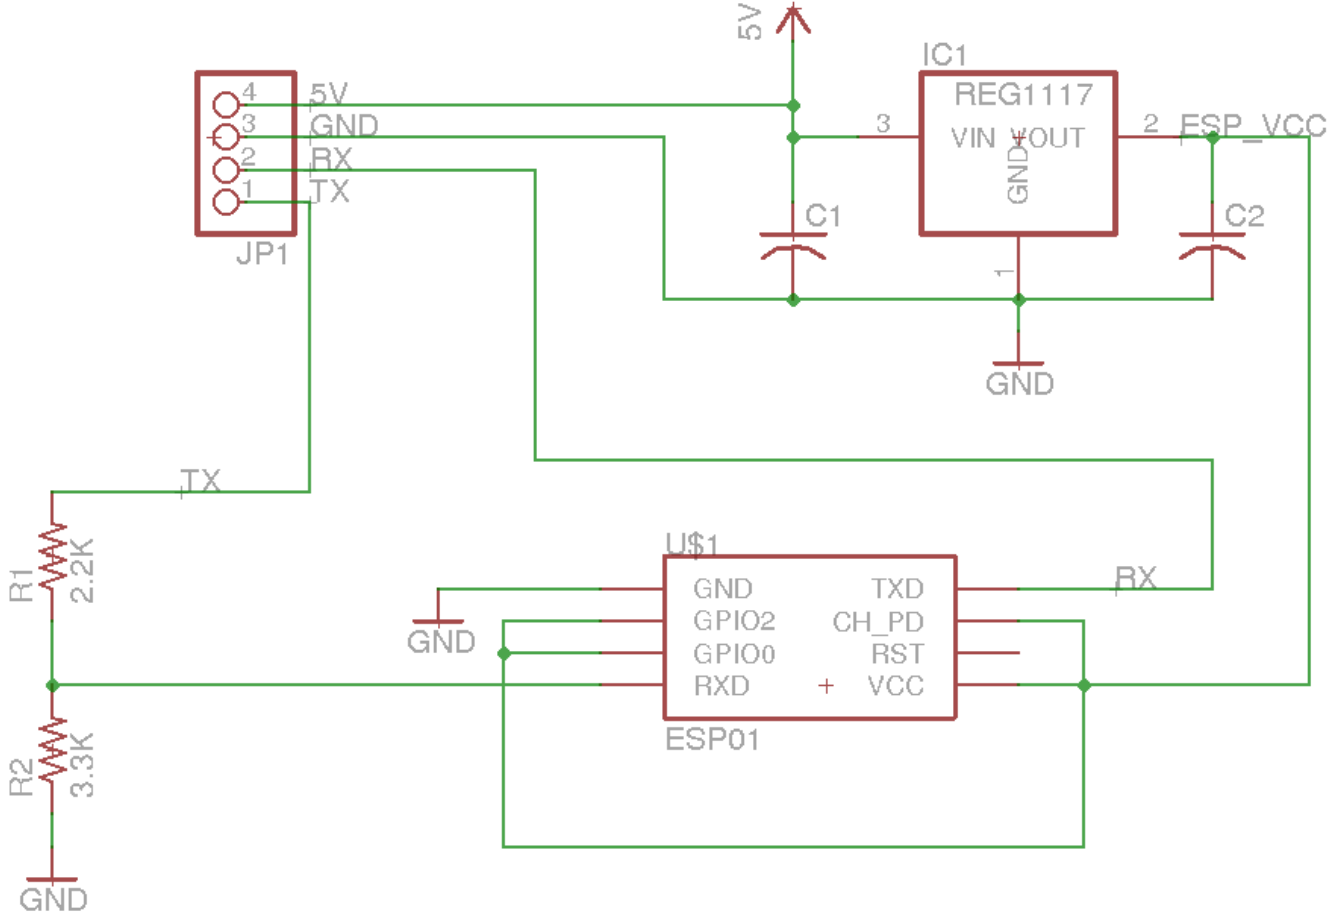 5V
IC1
REG1117
4 5V
3 GND
2 RX
1 TX
JP1
3 VIN VOUT 2 ESP_VCC
GND
1
C1
C2
GND
TX
R1 2.2K
U$1
GND TXD RX
GPIO2 CH_PD
GPIO0 RST
RXD VCC
ESP01
GND
R2 3.3K
GND